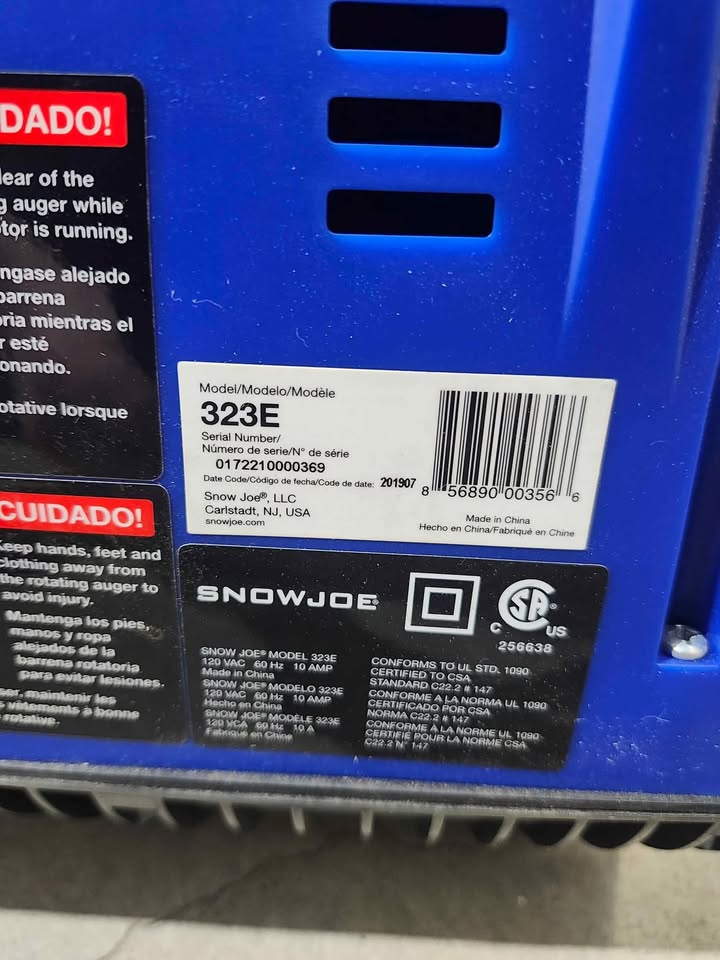 DADO!
lear of the
g auger while
tor is running.
ngase alejado
barrena
oria mientras el
r esté
onando.
otative lorsque
CUIDADO!
Keep hands, feet and
clothing away from
the rotating auger to
avoid injury.
Mantenga los pies,
manos y ropa
alejados de la
barrena rotatoria
para evitar lesiones.
ser, maintenir les
vêtements à bonne
rotative.
Model/Modelo/Modèle
323E
Serial Number/
Número de serie/N° de série
0172210000369
Date Code/Código de fecha/Code de date: 201907
Snow Joe®, LLC
Carlstadt, NJ, USA
snowjoe.com
8 56890 00356 6
Made in China
Hecho en China/Fabriqué en Chine
SNOWJOE®
C SA® US
256638
SNOW JOE® MODEL 323E
120 VAC 60 Hz 10 AMP
Made in China
SNOW JOE® MODELO 323E
120 VAC 60 Hz 10 AMP
Hecho en China
SNOW JOE® MODÈLE 323E
120 VCA 60 Hz 10 A
Fabriqué en Chine
CONFORMS TO UL STD. 1090
CERTIFIED TO CSA
STANDARD C22.2 # 147
CONFORME A LA NORMA UL 1090
CERTIFICADO POR CSA
NORMA C22.2 # 147
CONFORME À LA NORME UL 1090
CERTIFIÉ POUR LA NORME CSA
C22.2 N° 147